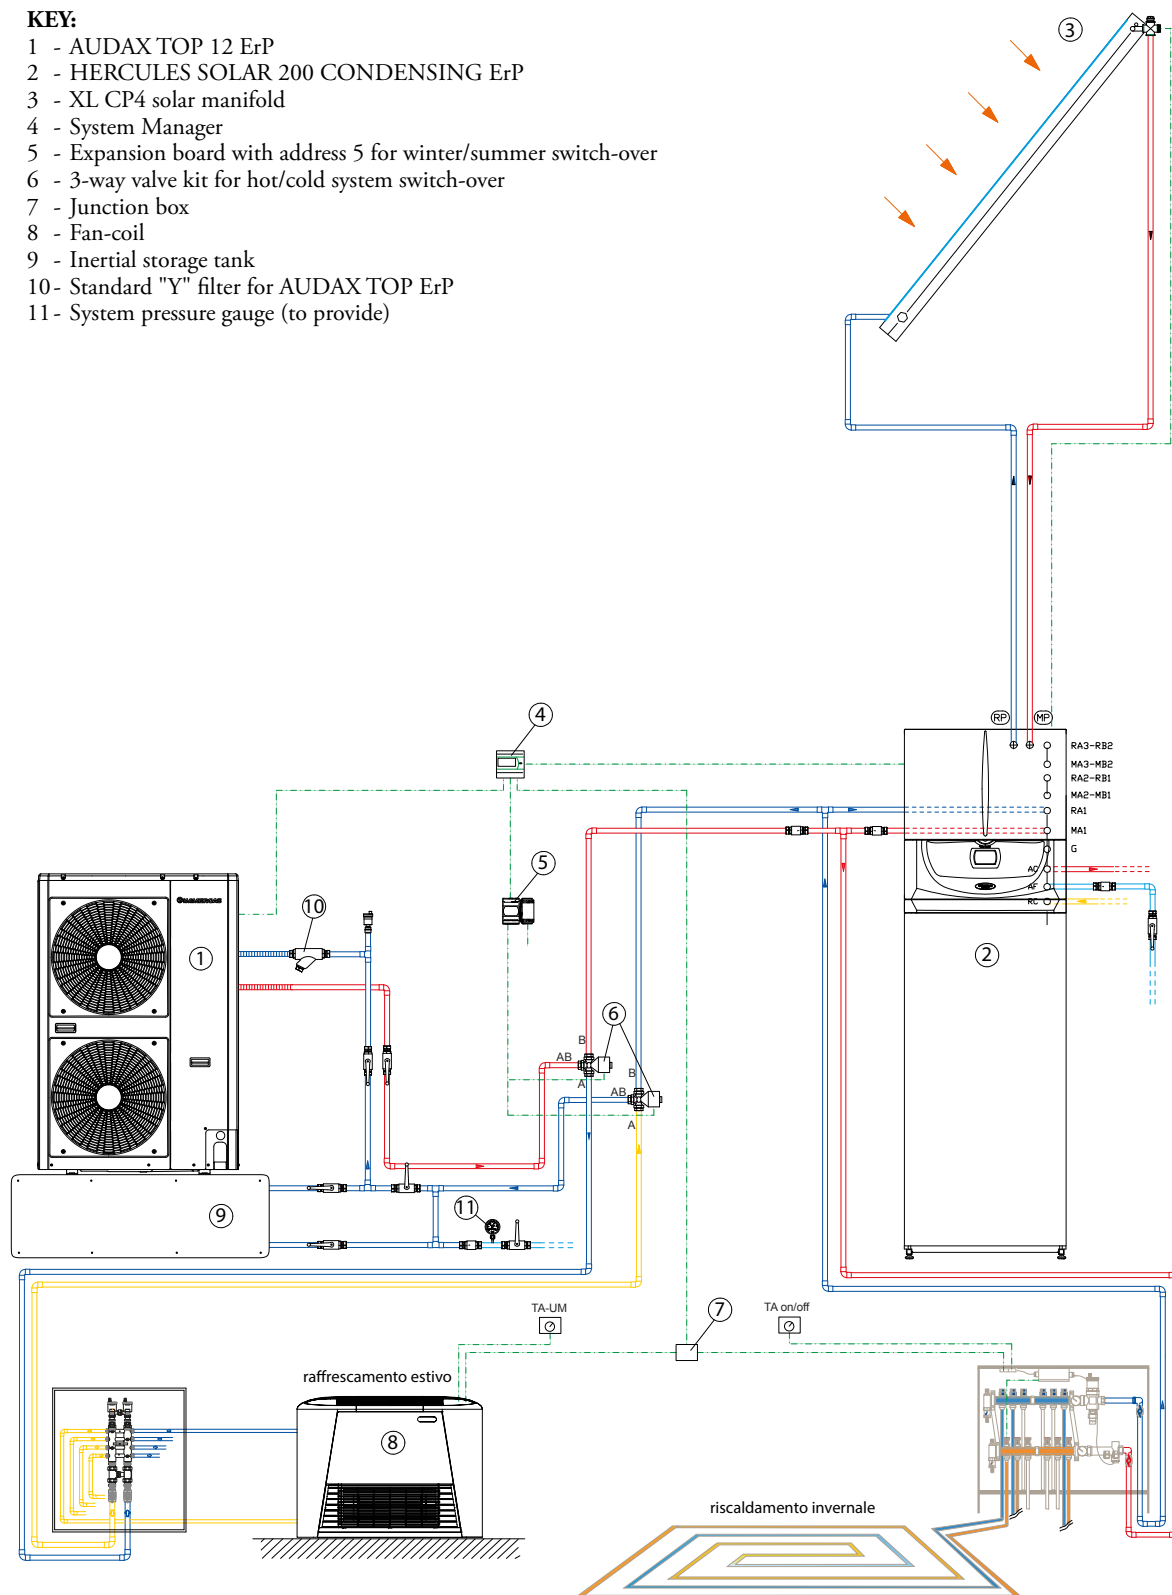 KEY:
1 - AUDAX TOP 12 ErP
2 - HERCULES SOLAR 200 CONDENSING ErP
3 - XL CP4 solar manifold
4 - System Manager
5 - Expansion board with address 5 for winter/summer switch-over
6 - 3-way valve kit for hot/cold system switch-over
7 - Junction box
8 - Fan-coil
9 - Inertial storage tank
10 - Standard "Y" filter for AUDAX TOP ErP
11 - System pressure gauge (to provide)
3
4
RP
MP
RA3-RB2
MA3-MB2
RA2-RB1
MA2-MB1
RA1
MA1
G
AC
AF
RC
5
IMMERGAS
10
1
2
6
B
AB
A
B
AB
A
9
11
7
TA-UM
TA on/off
raffrescamento estivo
8
riscaldamento invernale